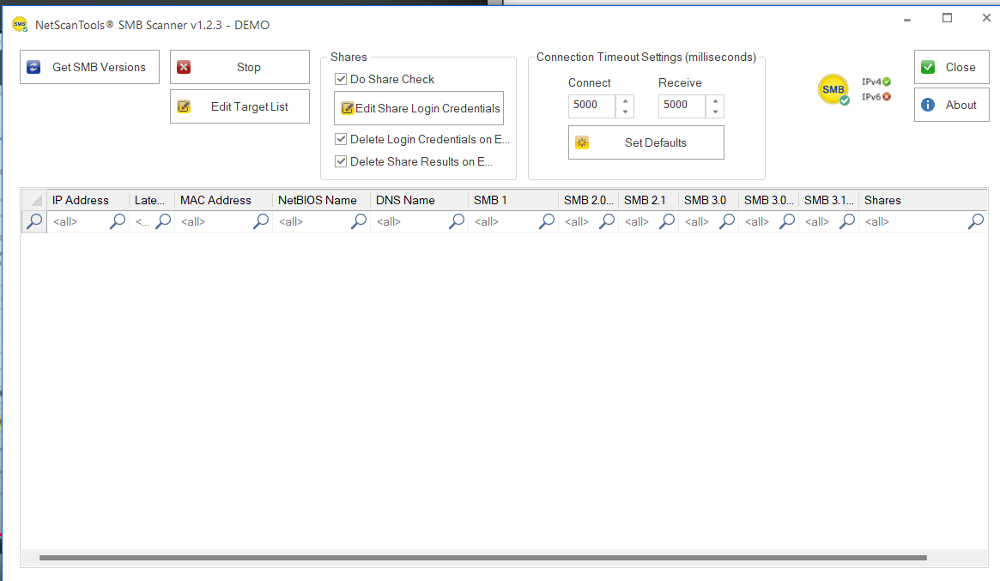 SMB NetScanTools® SMB Scanner v1.2.3 - DEMO
Get SMB Versions
Stop
Edit Target List
Shares
Do Share Check
Edit Share Login Credentials
Delete Login Credentials on E...
Delete Share Results on E...
Connection Timeout Settings (milliseconds)
Connect Receive
5000 5000
Set Defaults
SMB
IPv4
IPv6
Close
About
IP Address Late... MAC Address NetBIOS Name DNS Name SMB 1 SMB 2.0... SMB 2.1 SMB 3.0 SMB 3.0... SMB 3.1... Shares
<all> <... <all> <all> <all> <all> <all> <all> <all> <all> <all> <all>